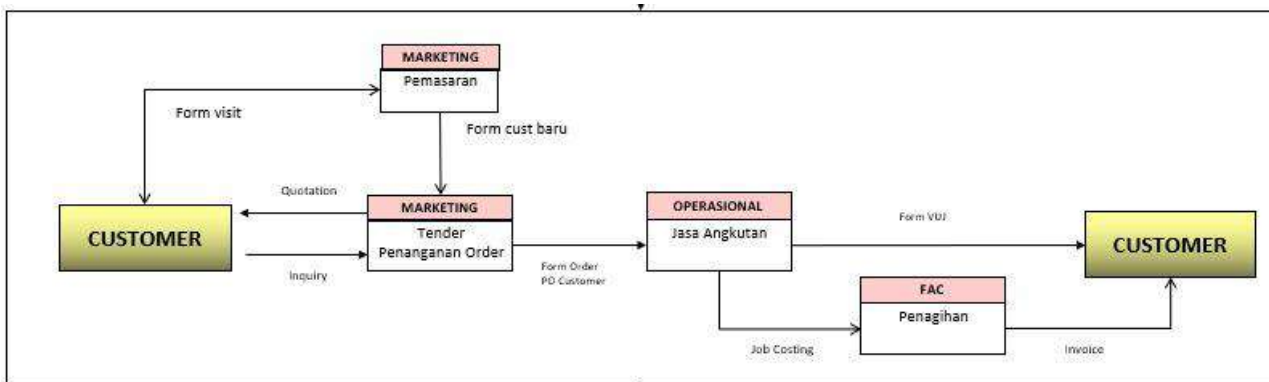 MARKETING
Pemasaran
Form visit
Form cust baru
Quotation
CUSTOMER
Inquiry
MARKETING
Tender
Penanganan Order
Form Order
PO Customer
OPERASIONAL
Jasa Angkutan
Form VUJ
CUSTOMER
FAC
Penagihan
Job Costing
Invoice